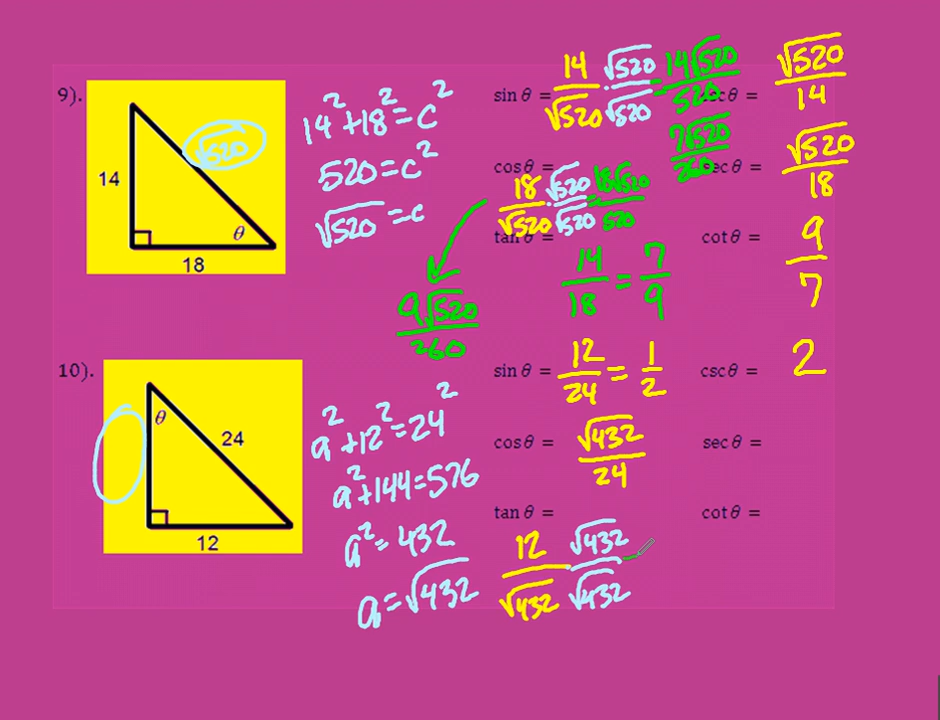 9).
14
√520
θ
18
14² + 18² = c²
520 = c²
√520 = c
sin θ = 14/√520 · √520/√520 = 14√520/520
7√520/260
csc θ = √520/14
cos θ = 18/√520 · √520/√520 = 18√520/520
9√520/260
sec θ = √520/18
tan θ = 14/18 = 7/9
cot θ = 9/7
10).
θ
24
12
a² + 12² = 24²
a² + 144 = 576
a² = 432
a = √432
sin θ = 12/24 = 1/2
csc θ = 2
cos θ = √432/24
sec θ =
tan θ = 12/√432 √432/√432
cot θ =